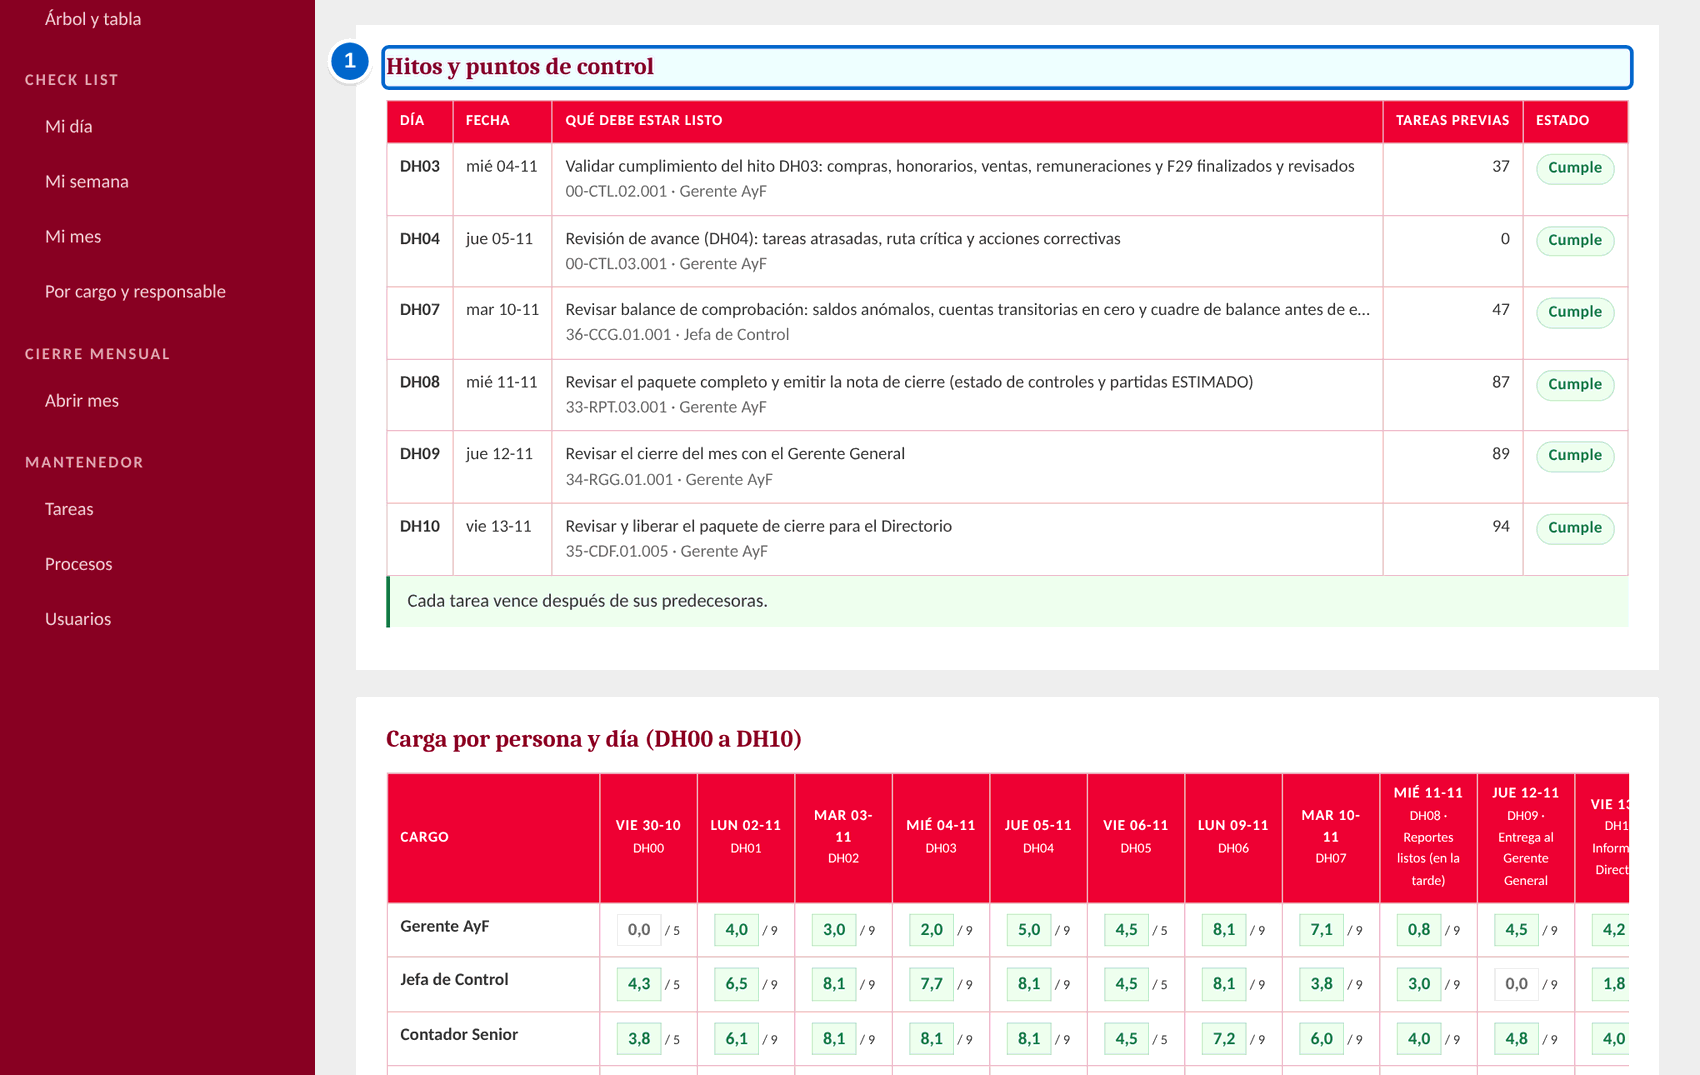 Árbol y tabla
CHECK LIST
Mi día
Mi semana
Mi mes
Por cargo y responsable
CIERRE MENSUAL
Abrir mes
MANTENEDOR
Tareas
Procesos
Usuarios
1
Hitos y puntos de control
DÍA FECHA QUÉ DEBE ESTAR LISTO TAREAS PREVIAS ESTADO
DH03 mié 04-11 Validar cumplimiento del hito DH03: compras, honorarios, ventas, remuneraciones y F29 finalizados y revisados 37 Cumple
00-CTL.02.001 · Gerente AyF
DH04 jue 05-11 Revisión de avance (DH04): tareas atrasadas, ruta crítica y acciones correctivas 0 Cumple
00-CTL.03.001 · Gerente AyF
DH07 mar 10-11 Revisar balance de comprobación: saldos anómalos, cuentas transitorias en cero y cuadre de balance antes de e... 47 Cumple
36-CCG.01.001 · Jefa de Control
DH08 mié 11-11 Revisar el paquete completo y emitir la nota de cierre (estado de controles y partidas ESTIMADO) 87 Cumple
33-RPT.03.001 · Gerente AyF
DH09 jue 12-11 Revisar el cierre del mes con el Gerente General 89 Cumple
34-RGG.01.001 · Gerente AyF
DH10 vie 13-11 Revisar y liberar el paquete de cierre para el Directorio 94 Cumple
35-CDF.01.005 · Gerente AyF
Cada tarea vence después de sus predecesoras.
Carga por persona y día (DH00 a DH10)
CARGO
VIE 30-10
DH00
LUN 02-11
DH01
MAR 03-
11
DH02
MIÉ 04-11
DH03
JUE 05-11
DH04
VIE 06-11
DH05
LUN 09-11
DH06
MAR 10-
11
DH07
MIÉ 11-11
DH08 ·
Reportes
listos (en la
tarde)
JUE 12-11
DH09 ·
Entrega al
Gerente
General
VIE 13
DH1
Inform
Direct
Gerente AyF 0,0 / 5 4,0 / 9 3,0 / 9 2,0 / 9 5,0 / 9 4,5 / 5 8,1 / 9 7,1 / 9 0,8 / 9 4,5 / 9 4,2
Jefa de Control 4,3 / 5 6,5 / 9 8,1 / 9 7,7 / 9 8,1 / 9 4,5 / 5 8,1 / 9 3,8 / 9 3,0 / 9 0,0 / 9 1,8
Contador Senior 3,8 / 5 6,1 / 9 8,1 / 9 8,1 / 9 8,1 / 9 4,5 / 5 7,2 / 9 6,0 / 9 4,0 / 9 4,8 / 9 4,0